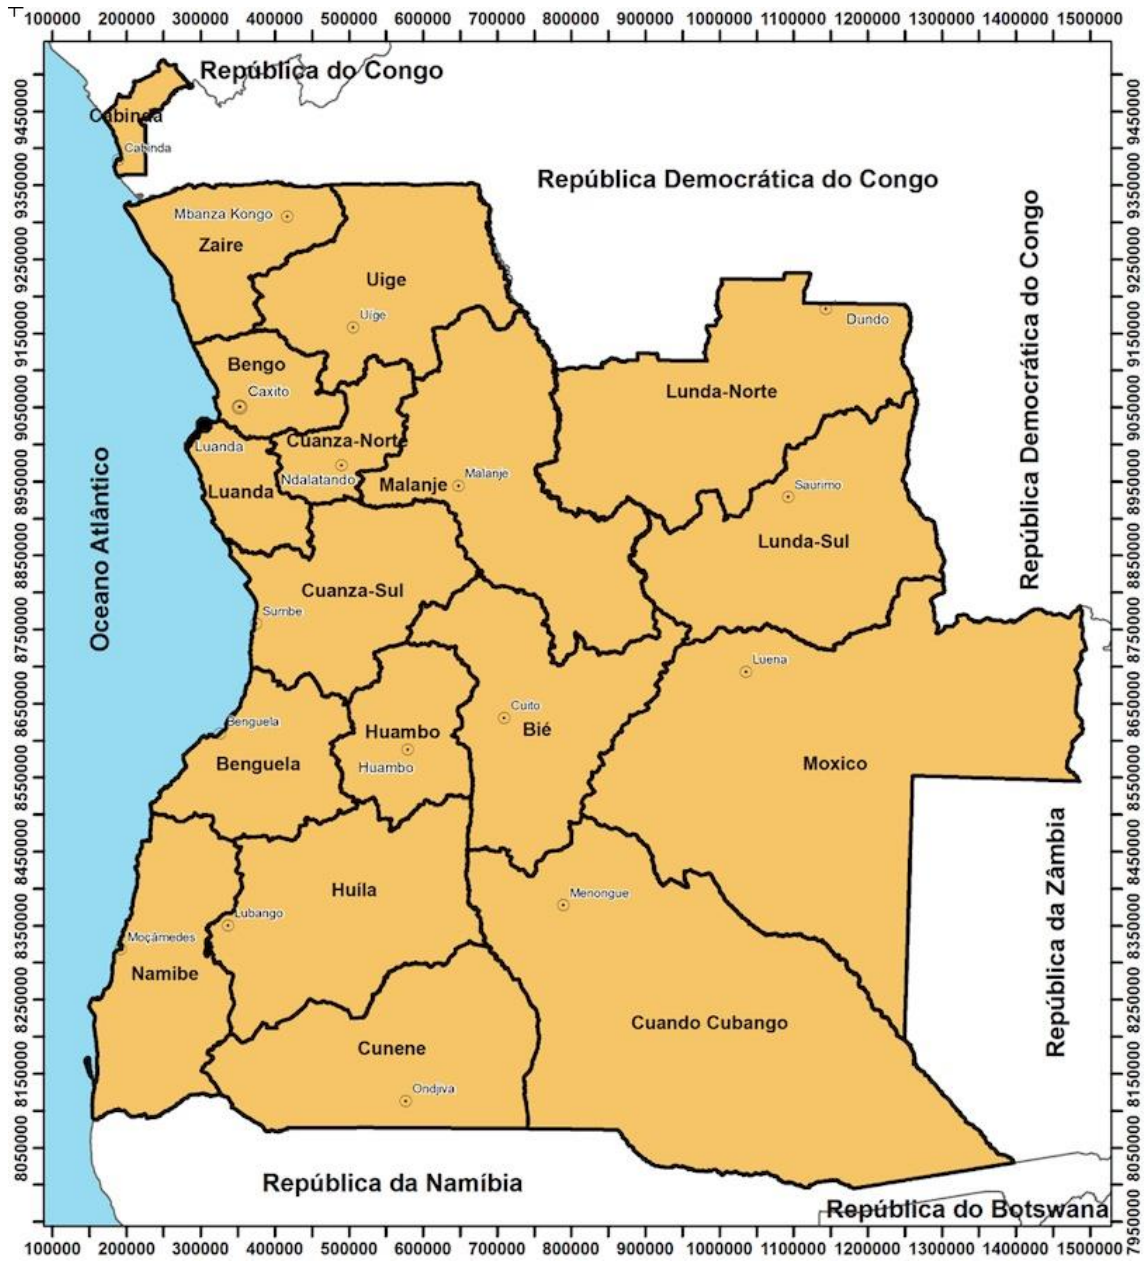 100000 200000 300000 400000 500000 600000 700000 800000 900000 1000000 1100000 1200000 1300000 1400000 1500000
República do Congo
Cabinda
Cabinda
República Democrática do Congo
Mbanza Kongo
Zaire
Uige
Uíge
Dundo
Bengo
Caxito
Lunda-Norte
Cuanza-Norte
Luanda
Ndalatando
Luanda
Malanje
Malanje
Saurimo
Lunda-Sul
Cuanza-Sul
Sumbe
Luena
Cuito
Bié
Benguela
Huambo
Huambo
Benguela
Moxico
Huíla
Menongue
Lubango
Moçâmedes
Namibe
Cuando Cubango
Cunene
Ondjiva
República da Namíbia
República do Botswana
Oceano Atlântico
República Democrática do Congo
República da Zâmbia
9450000
9350000
9250000
9150000
9050000
8950000
8850000
8750000
8650000
8550000
8450000
8350000
8250000
8150000
8050000
9450000
9350000
9250000
9150000
9050000
8950000
8850000
8750000
8650000
8550000
8450000
8350000
8250000
8150000
8050000
7950000
100000 200000 300000 400000 500000 600000 700000 800000 900000 1000000 1100000 1200000 1300000 1400000 1500000